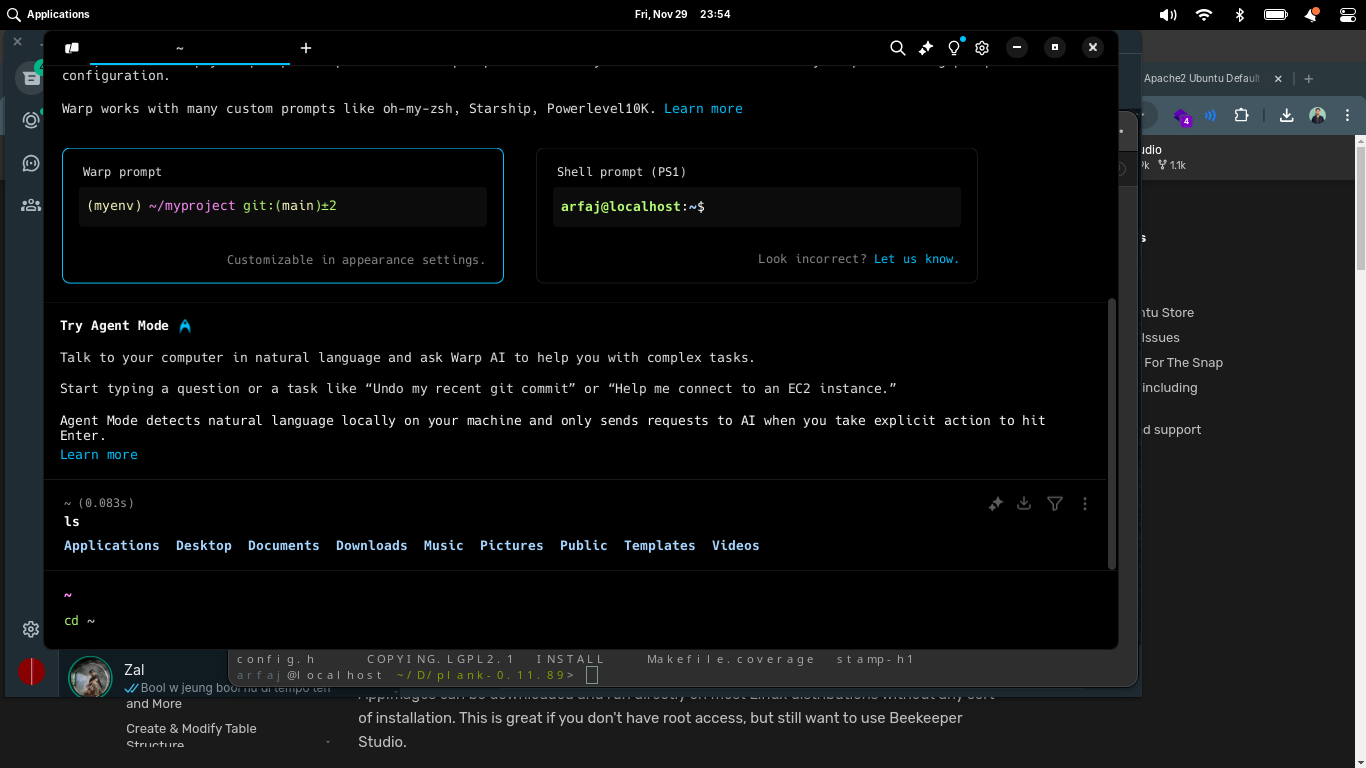 Applications
Fri, Nov 29 23:54
~
configuration.
Warp works with many custom prompts like oh-my-zsh, Starship, Powerlevel10K. Learn more
Warp prompt
(myenv) ~/myproject git:(main)±2
Customizable in appearance settings.
Shell prompt (PS1)
arfaj@localhost:~$
Look incorrect? Let us know.
Try Agent Mode
Talk to your computer in natural language and ask Warp AI to help you with complex tasks.
Start typing a question or a task like “Undo my recent git commit” or “Help me connect to an EC2 instance.”
Agent Mode detects natural language locally on your machine and only sends requests to AI when you take explicit action to hit
Enter.
Learn more
~ (0.083s)
ls
Applications Desktop Documents Downloads Music Pictures Public Templates Videos
~
cd ~
config.h COPYING.LGPL2.1 INSTALL Makefile.coverage stamp-h1
arfaj@localhost ~/D/plank-0.11.89>
Zal
Bool w jeung bool nu di tempo ten
and More
Create & Modify Table
Structure
AppImages can be downloaded and run directly on most Linux distributions without any sort
of installation. This is great if you don't have root access, but still want to use Beekeeper
Studio.
Apache2 Ubuntu Default
4
1.1k
Store
Issues
For The Snap
including
support